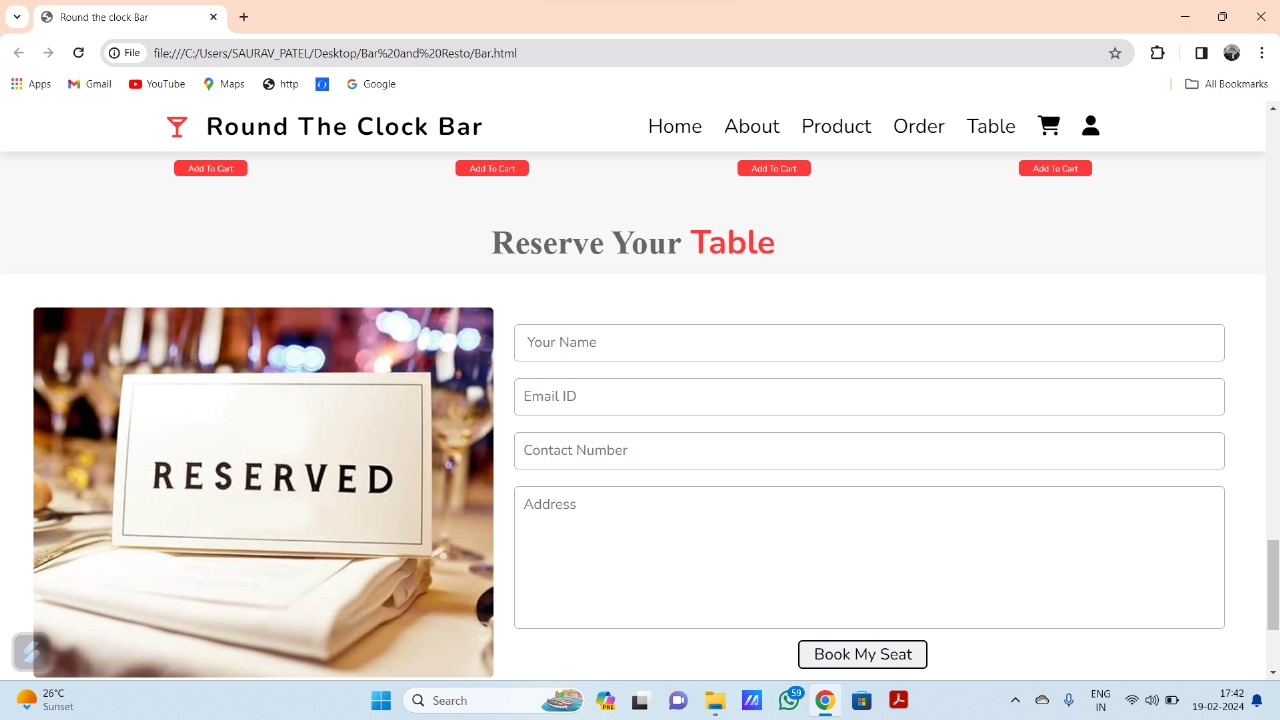 Round the clock Bar
File file:///C:/Users/SAURAV_PATEL/Desktop/Bar%20and%20Resto/Bar.html
Apps Gmail YouTube Maps http Google All Bookmarks
Round The Clock Bar Home About Product Order Table
Add To Cart Add To Cart Add To Cart Add To Cart
Reserve Your Table
RESERVED
Your Name
Email ID
Contact Number
Address
Book My Seat
26°C
Sunset
Search
PRE
59
ENG
IN
17:42
19-02-2024